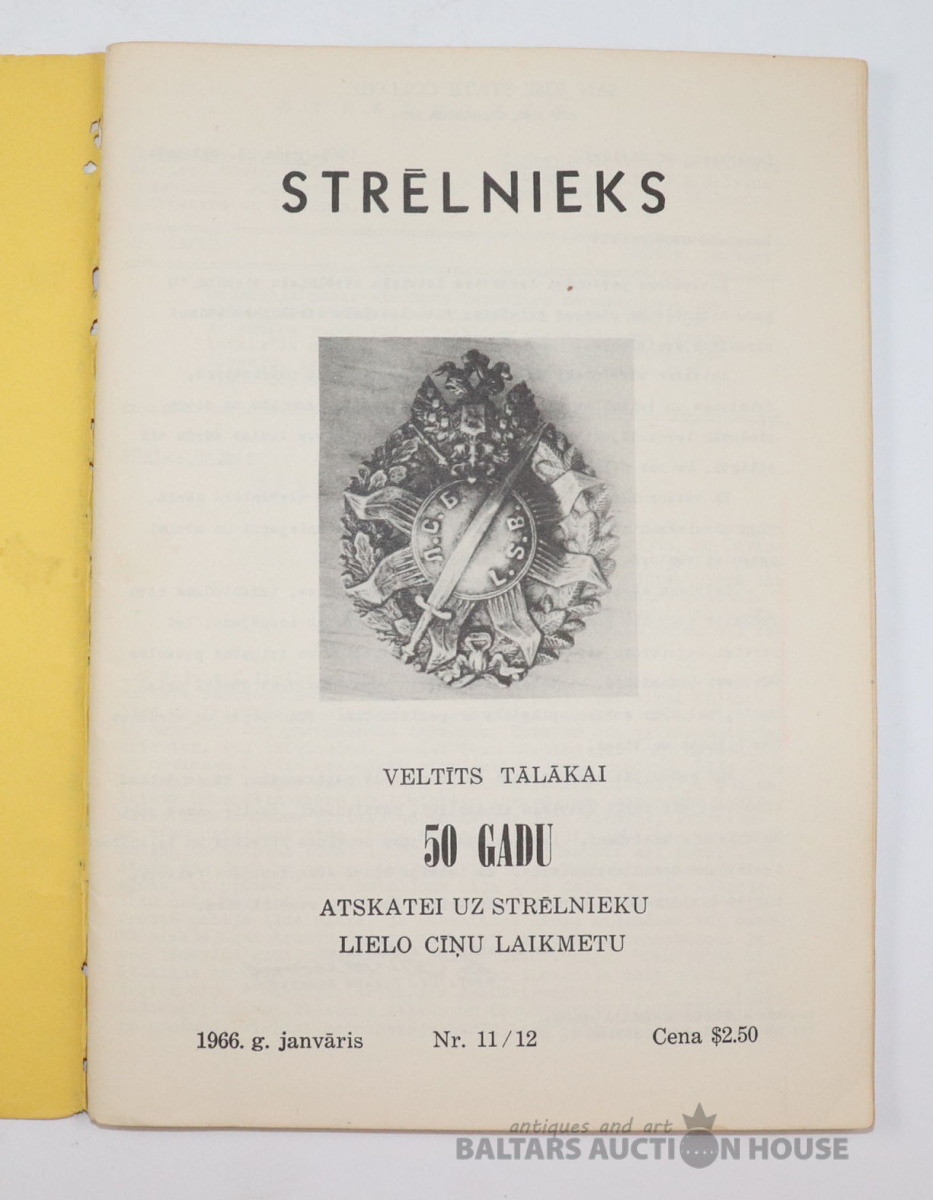 STRĒLNIEKS
Л.С.Б.
L.S.B.
VELTĪTS TĀLĀKAI
50 GADU
ATSKATEI UZ STRĒLNIEKU
LIELO CĪŅU LAIKMETU
1966. g. janvāris Nr. 11/12 Cena $2.50
antiques and art
BALTARS AUCTION HOUSE